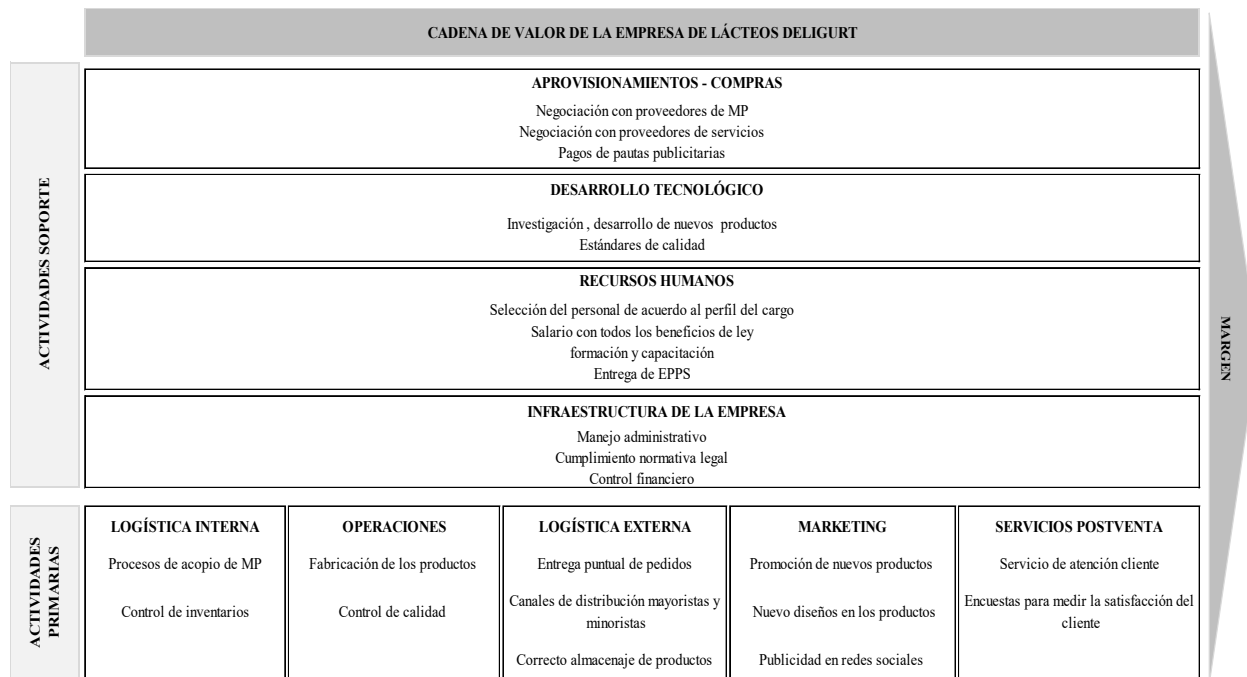 CADENA DE VALOR DE LA EMPRESA DE LÁCTEOS DELIGURT
ACTIVIDADES SOPORTE
APROVISIONAMIENTOS - COMPRAS
Negociación con proveedores de MP
Negociación con proveedores de servicios
Pagos de pautas publicitarias
DESARROLLO TECNOLÓGICO
Investigación , desarrollo de nuevos productos
Estándares de calidad
RECURSOS HUMANOS
Selección del personal de acuerdo al perfil del cargo
Salario con todos los beneficios de ley
formación y capacitación
Entrega de EPPS
INFRAESTRUCTURA DE LA EMPRESA
Manejo administrativo
Cumplimiento normativa legal
Control financiero
MARGEN
ACTIVIDADES
PRIMARIAS
LOGÍSTICA INTERNA
Procesos de acopio de MP
Control de inventarios
OPERACIONES
Fabricación de los productos
Control de calidad
LOGÍSTICA EXTERNA
Entrega puntual de pedidos
Canales de distribución mayoristas y
minoristas
Correcto almacenaje de productos
MARKETING
Promoción de nuevos productos
Nuevo diseños en los productos
Publicidad en redes sociales
SERVICIOS POSTVENTA
Servicio de atención cliente
Encuestas para medir la satisfacción del
cliente